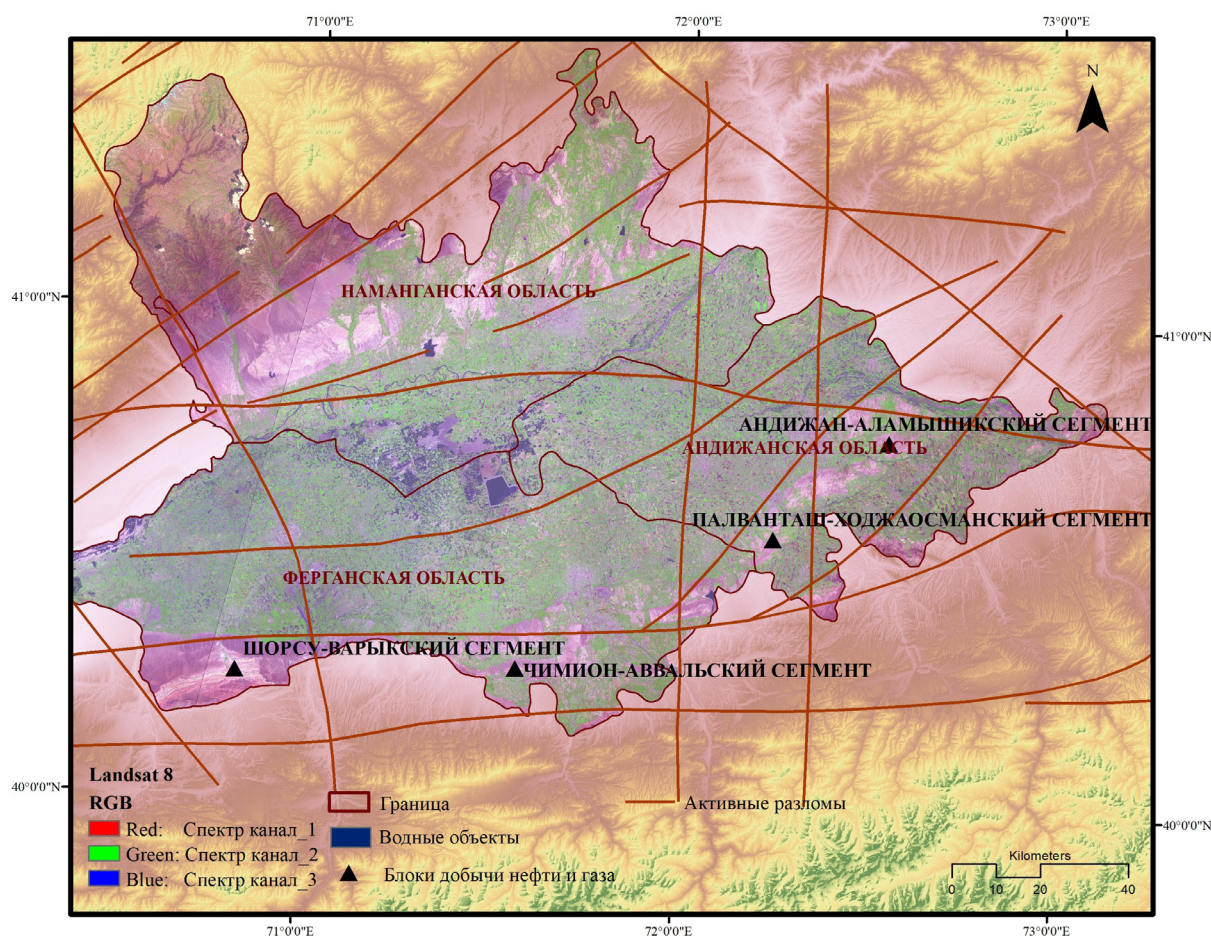 71°0'0"E 72°0'0"E 73°0'0"E
N
41°0'0"N
НАМАНГАНСКАЯ ОБЛАСТЬ
41°0'0"N
АНДИЖАН-АЛАМЫШИКСКИЙ СЕГМЕНТ
АНДИЖАНСКАЯ ОБЛАСТЬ
ПАЛВАНТАШ-ХОДЖАОСМАНСКИЙ СЕГМЕНТ
ФЕРГАНСКАЯ ОБЛАСТЬ
ШОРСУ-ВАРЫКСКИЙ СЕГМЕНТ
ЧИМИОН-АВВАЛЬСКИЙ СЕГМЕНТ
40°0'0"N
Landsat 8
RGB
Red: Спектр канал_1
Green: Спектр канал_2
Blue: Спектр канал_3
Граница
Водные объекты
Блоки добычи нефти и газа
Активные разломы
40°0'0"N
Kilometers
0 10 20 40
71°0'0"E 72°0'0"E 73°0'0"E